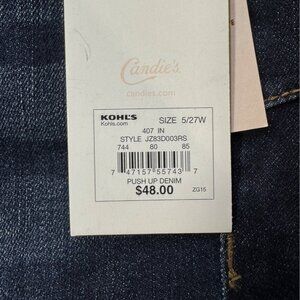 Candie's
candies.com
KOHL'S
Kohls.com
SIZE 5/27W
407 IN
STYLE JZ83D003RS
744 80 85
7 47157 55743 7
PUSH UP DENIM
$48.00
ZG15